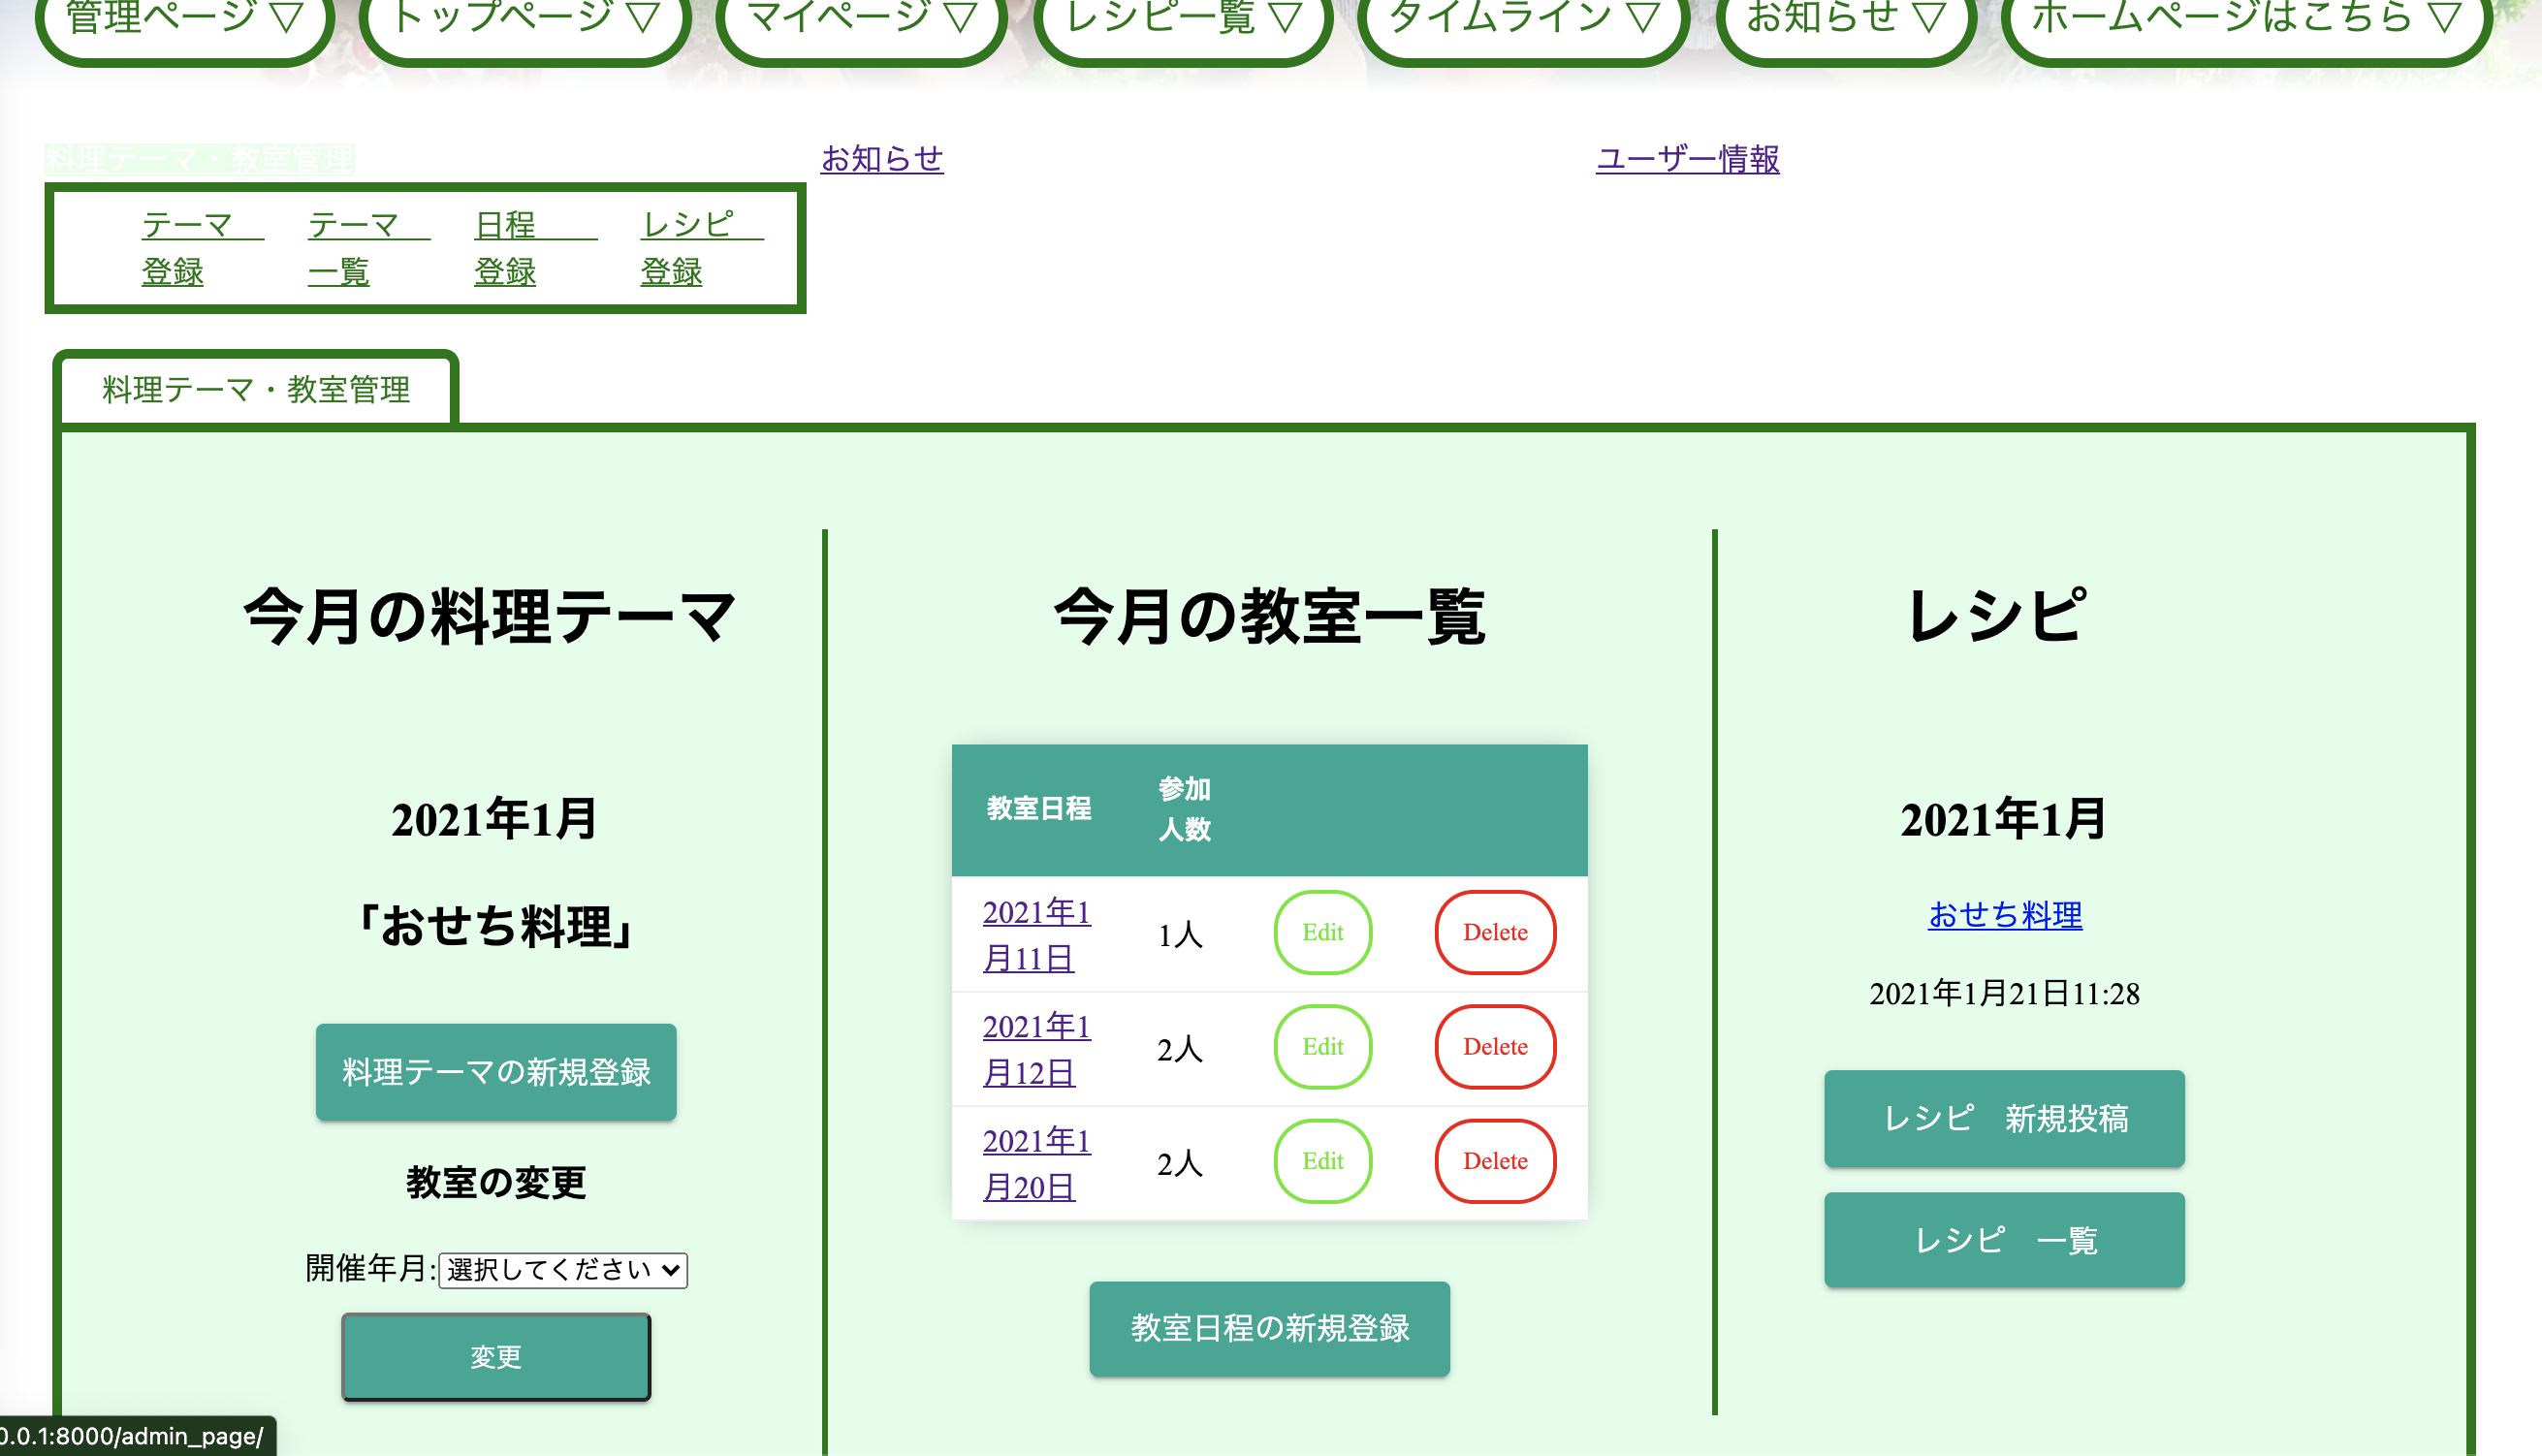 管理ページ ▽ トップページ ▽ マイページ ▽ レシピ一覧 ▽ タイムライン ▽ お知らせ ▽ ホームページはこちら ▽
料理テーマ・教室管理 お知らせ ユーザー情報
テーマ テーマ 日程 レシピ
登録 一覧 登録 登録
料理テーマ・教室管理
今月の料理テーマ
2021年1月
「おせち料理」
料理テーマの新規登録
教室の変更
開催年月:選択してください
変更
今月の教室一覧
教室日程 参加
人数
2021年1
月11日 1人 Edit Delete
2021年1
月12日 2人 Edit Delete
2021年1
月20日 2人 Edit Delete
教室日程の新規登録
レシピ
2021年1月
おせち料理
2021年1月21日11:28
レシピ　新規投稿
レシピ　一覧
0.0.1:8000/admin_page/